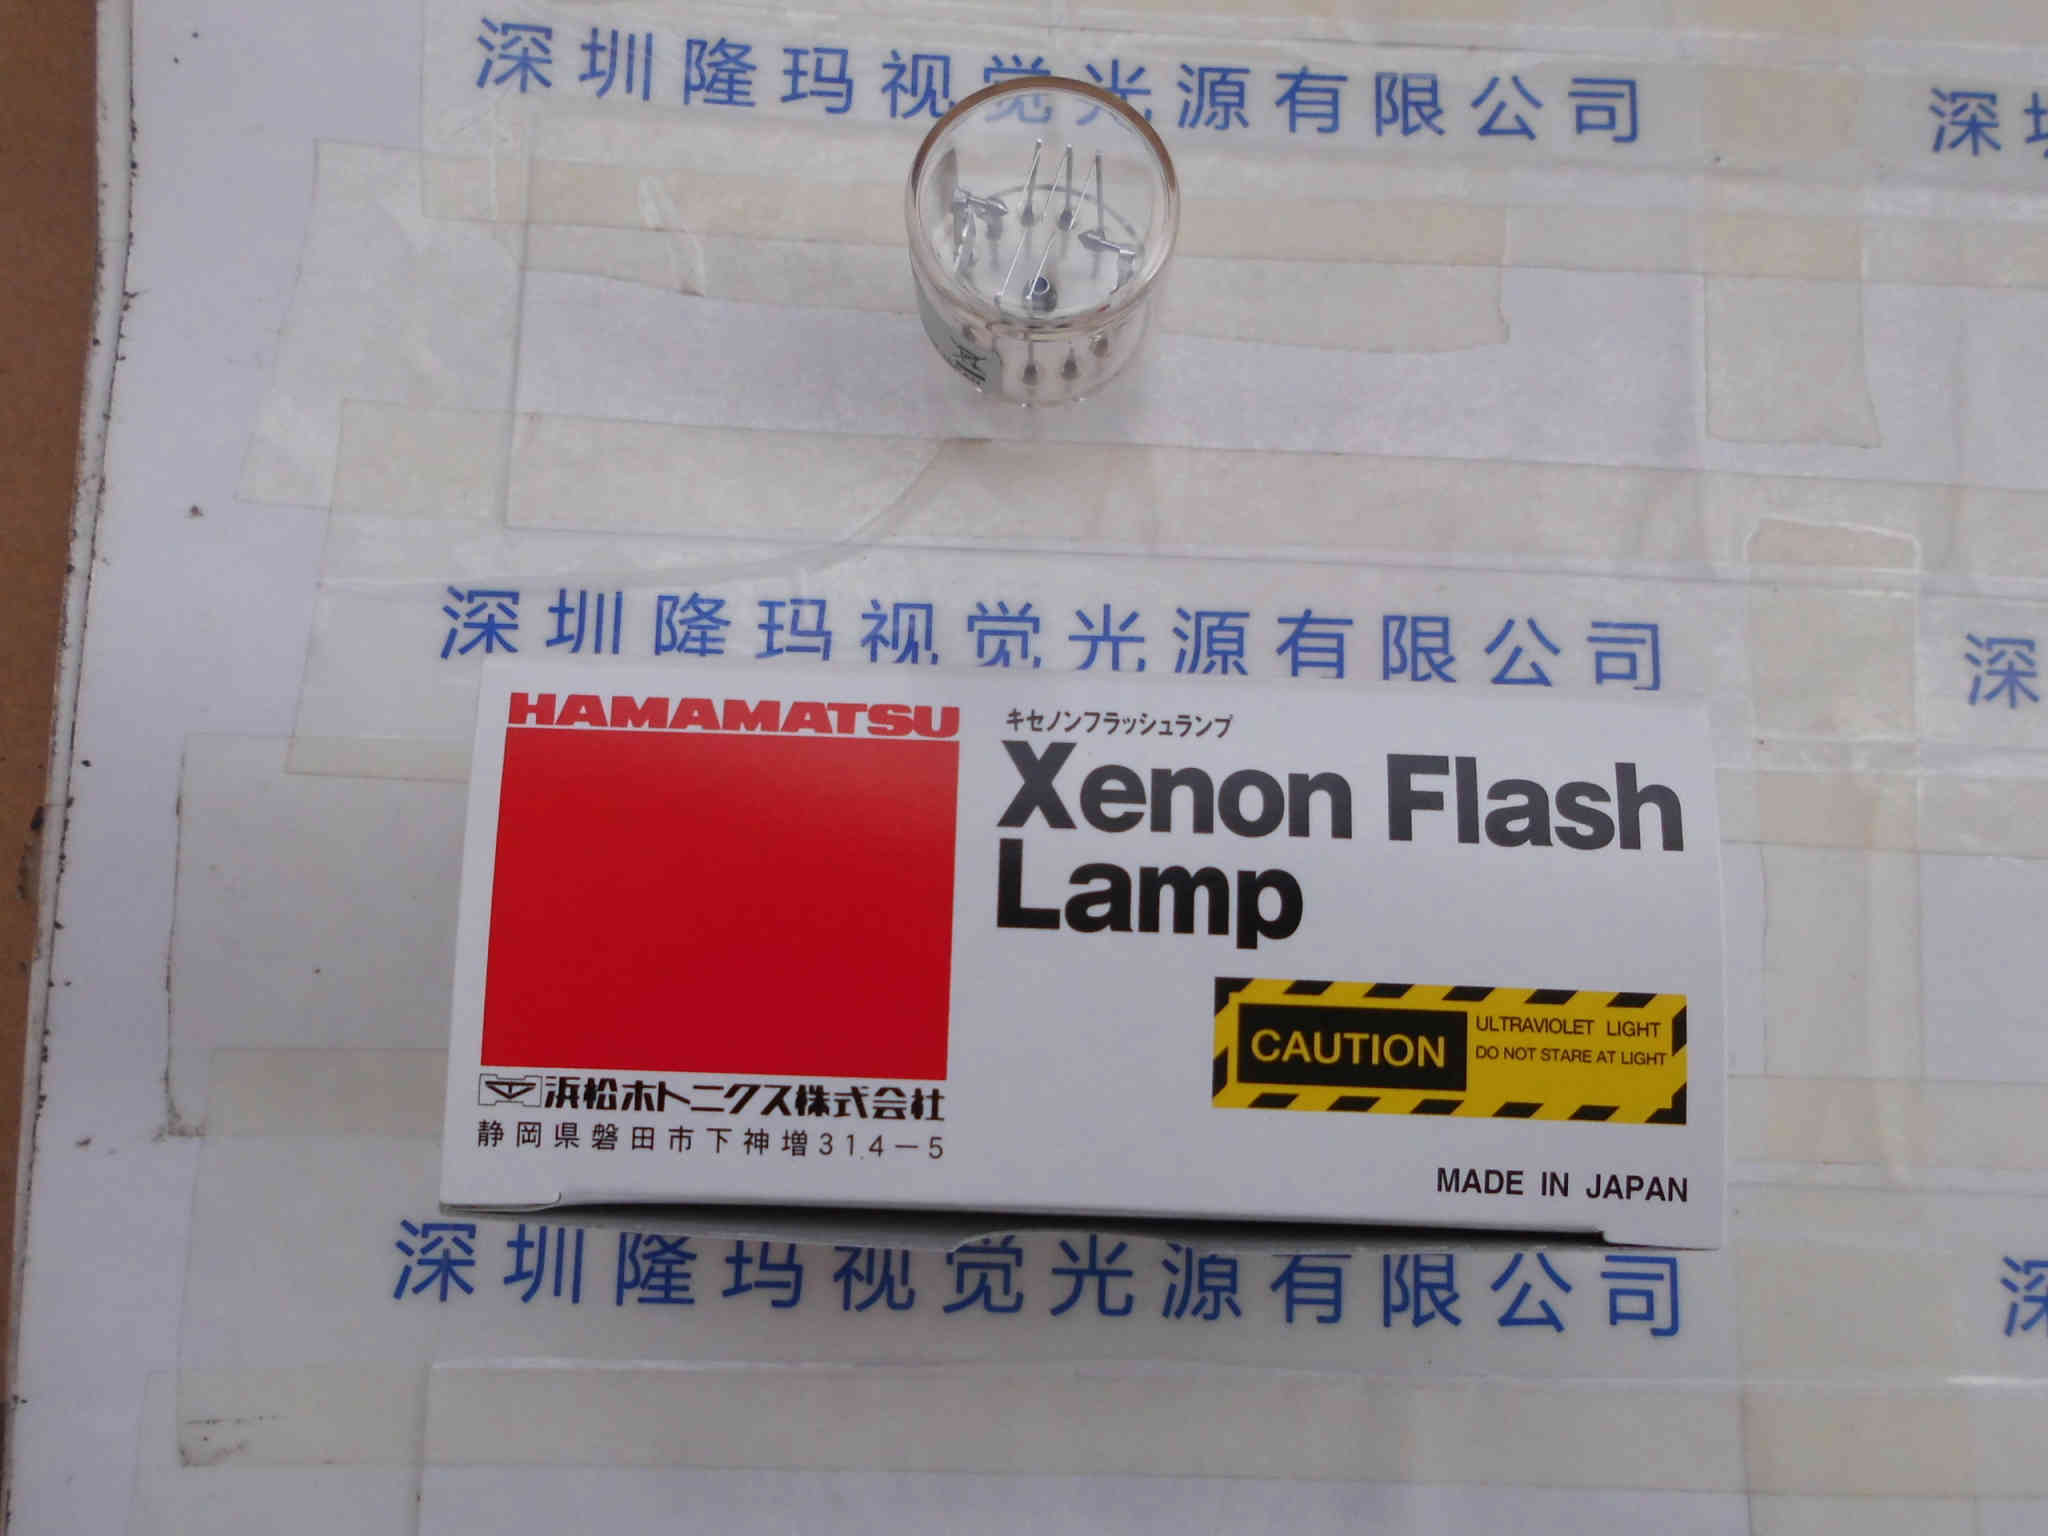 深圳隆玛视觉光源有限公司
深圳
深圳隆玛视觉光源有限公司
深
HAMAMATSU
キセノンフラッシュランプ
Xenon Flash
Lamp
CAUTION
ULTRAVIOLET LIGHT
DO NOT STARE AT LIGHT
浜松ホトニクス株式会社
静岡県磐田市下神増314－5
MADE IN JAPAN
深圳隆玛视觉光源有限公司
深